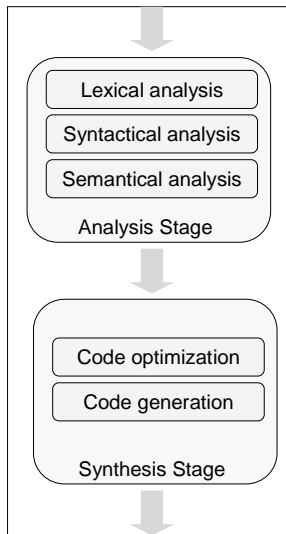 Lexical analysis
Syntactical analysis
Semantical analysis
Analysis Stage
Code optimization
Code generation
Synthesis Stage